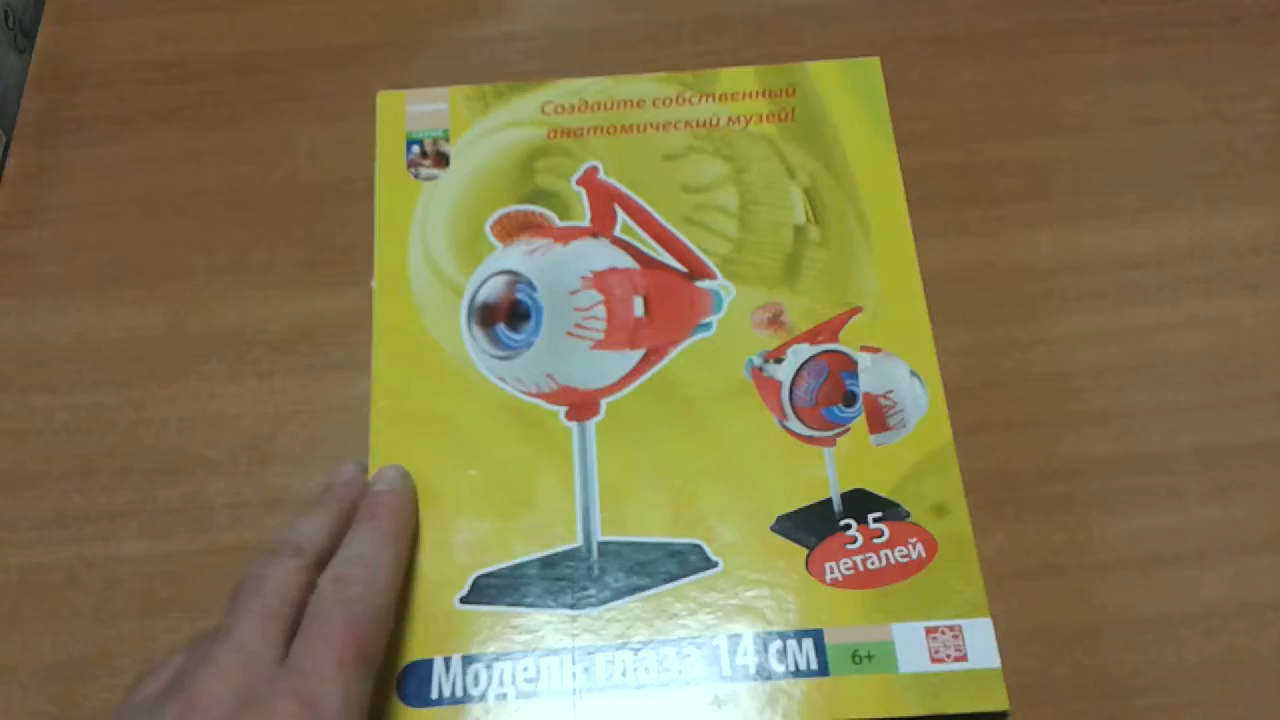 Создайте собственный
анатомический музей!
35
деталей
Модель глаза 14 см
6+